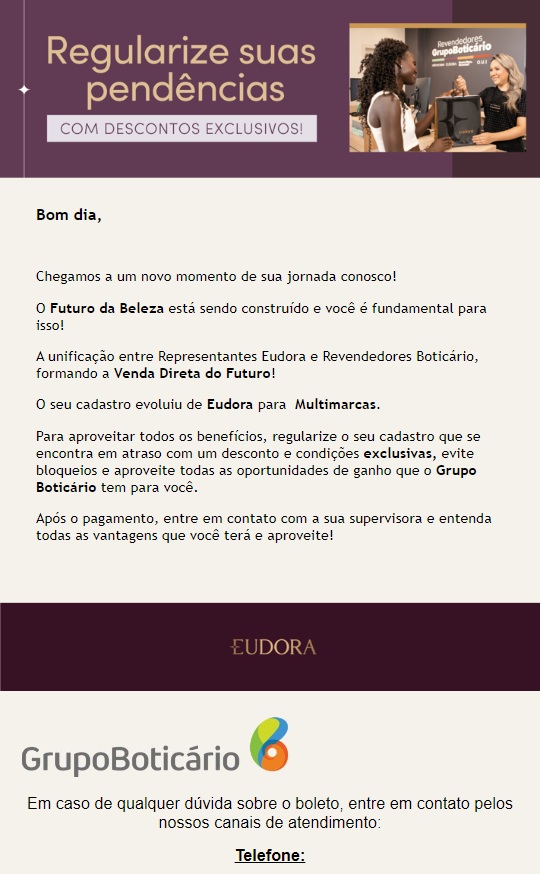 Regularize suas
pendências
COM DESCONTOS EXCLUSIVOS!
Revendedores
GrupoBoticário
Bom dia,
Chegamos a um novo momento de sua jornada conosco!
O Futuro da Beleza está sendo construído e você é fundamental para
isso!
A unificação entre Representantes Eudora e Revendedores Boticário,
formando a Venda Direta do Futuro!
O seu cadastro evoluiu de Eudora para  Multimarcas.
Para aproveitar todos os benefícios, regularize o seu cadastro que se
encontra em atraso com um desconto e condições exclusivas, evite
bloqueios e aproveite todas as oportunidades de ganho que o Grupo
Boticário tem para você.
Após o pagamento, entre em contato com a sua supervisora e entenda
todas as vantagens que você terá e aproveite!
EUDORA
GrupoBoticário
Em caso de qualquer dúvida sobre o boleto, entre em contato pelos
nossos canais de atendimento:
Telefone: